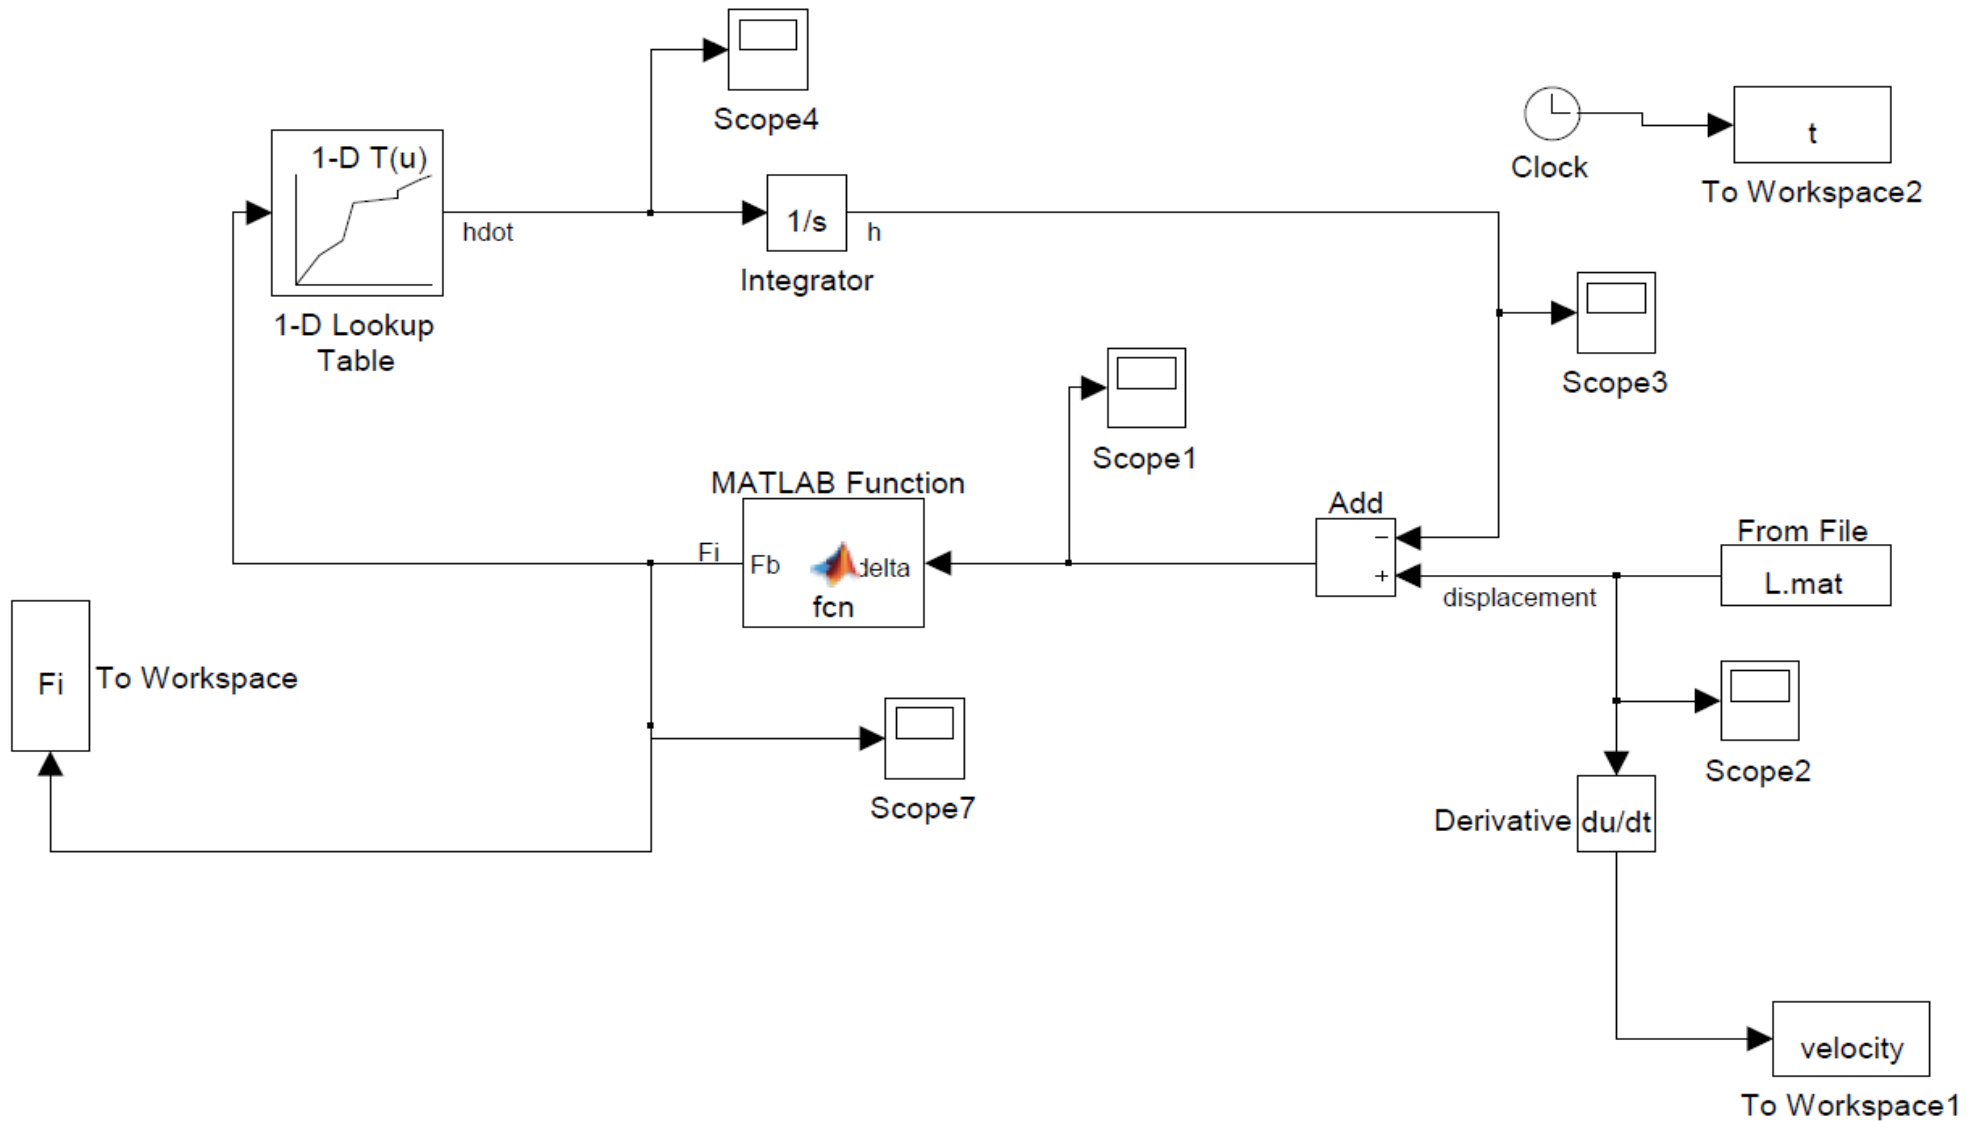 Scope4
1-D T(u)
Clock
t
To Workspace2
hdot
1/s
h
Integrator
1-D Lookup
Table
Scope3
Scope1
MATLAB Function
Add
From File
Fi
Fb
delta
fcn
−
+
displacement
L.mat
Fi
To Workspace
Scope7
Scope2
Derivative
du/dt
velocity
To Workspace1